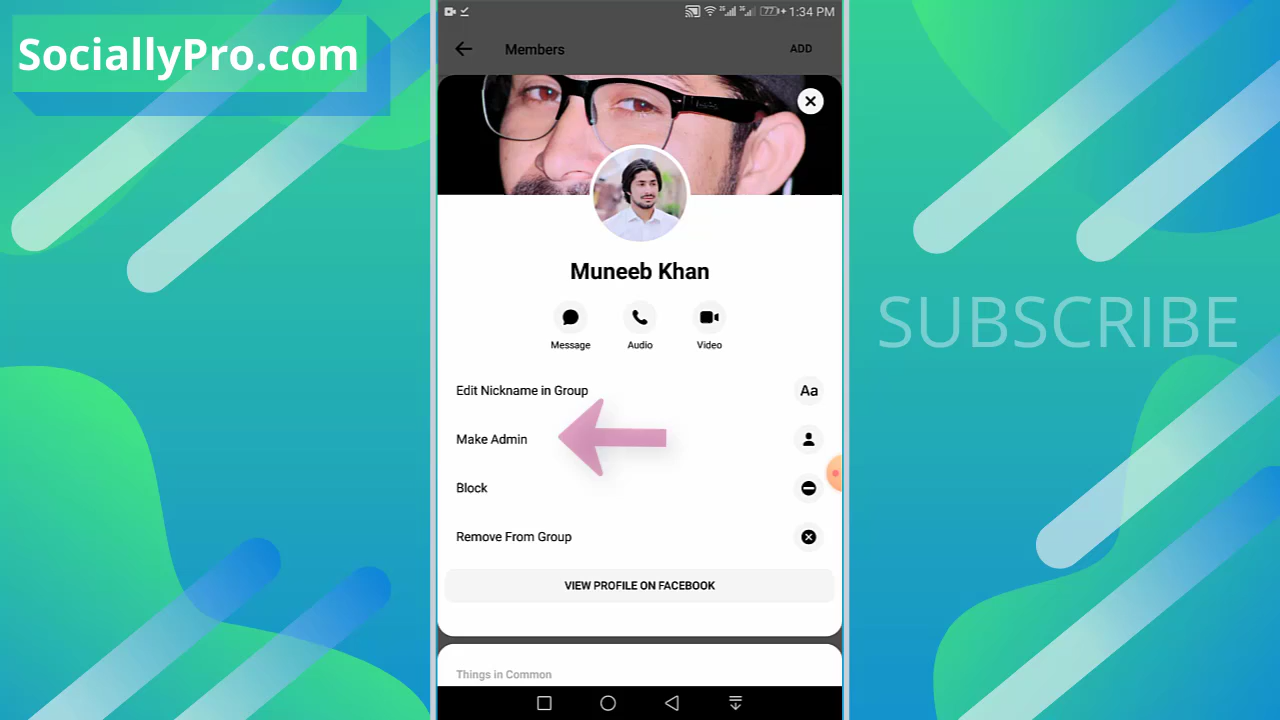 SociallyPro.com
77 1:34 PM
Members
ADD
Muneeb Khan
Message
Audio
Video
Edit Nickname in Group
Aa
Make Admin
Block
Remove From Group
VIEW PROFILE ON FACEBOOK
Things in Common
SUBSCRIBE